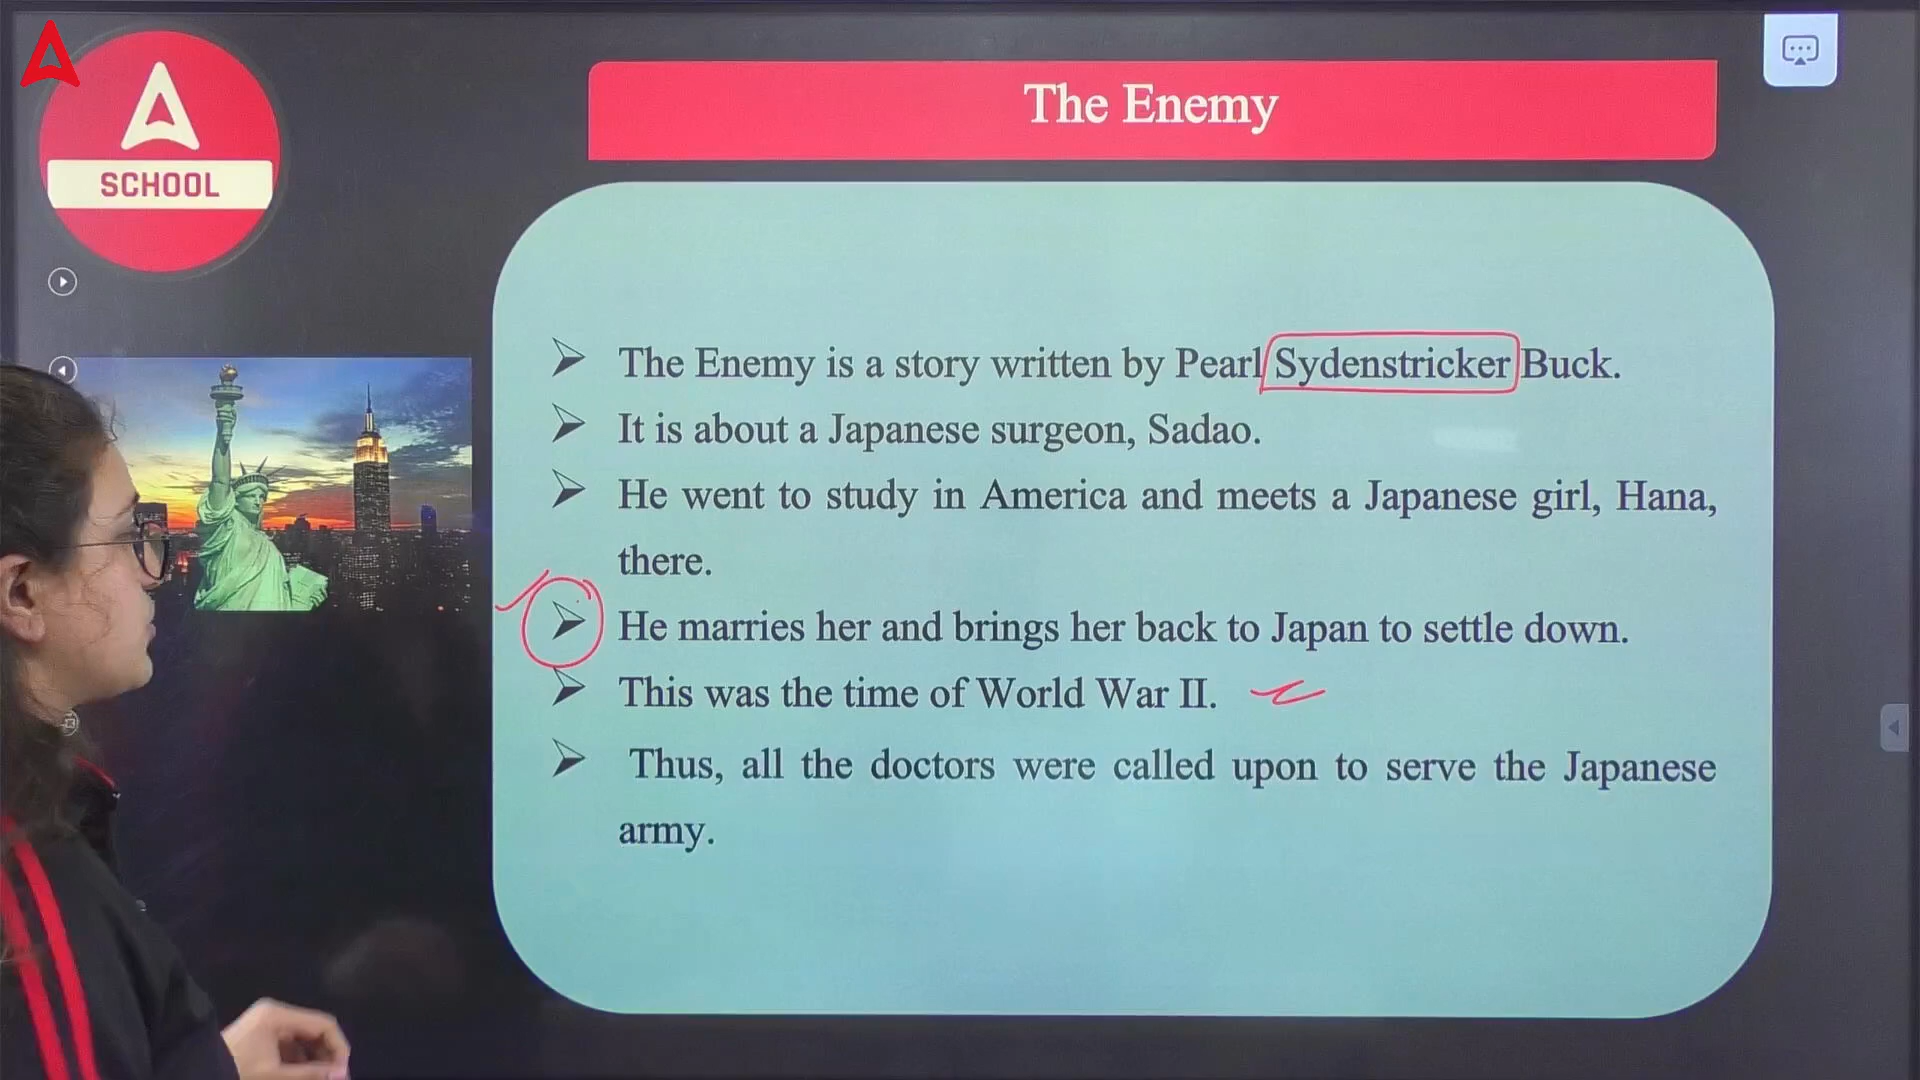 SCHOOL
The Enemy
The Enemy is a story written by Pearl Sydenstricker Buck.
It is about a Japanese surgeon, Sadao.
He went to study in America and meets a Japanese girl, Hana,
there.
He marries her and brings her back to Japan to settle down.
This was the time of World War II.
Thus, all the doctors were called upon to serve the Japanese
army.